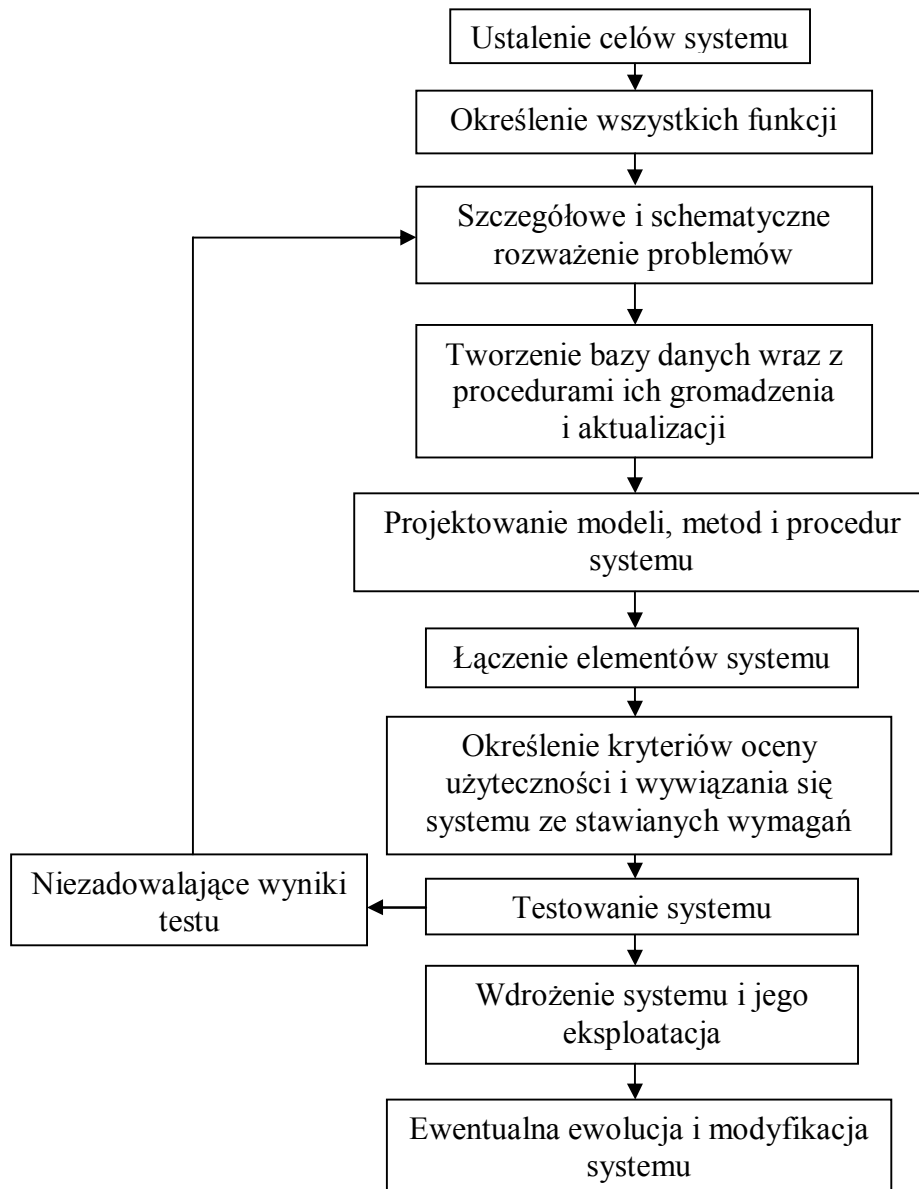 Ustalenie celów systemu
Określenie wszystkich funkcji
Szczegółowe i schematyczne
rozważenie problemów
Tworzenie bazy danych wraz z
procedurami ich gromadzenia
i aktualizacji
Projektowanie modeli, metod i procedur
systemu
Łączenie elementów systemu
Określenie kryteriów oceny
użyteczności i wywiązania się
systemu ze stawianych wymagań
Niezadowalające wyniki
testu
Testowanie systemu
Wdrożenie systemu i jego
eksploatacja
Ewentualna ewolucja i modyfikacja
systemu